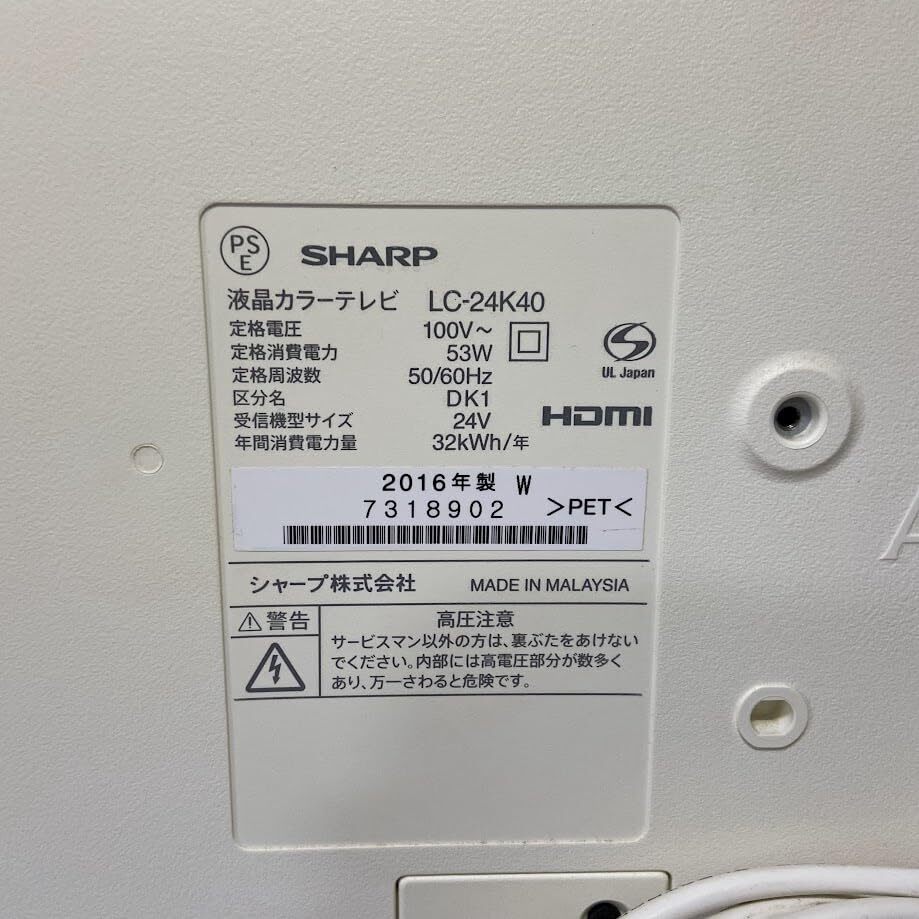 PS
E
SHARP
液晶カラーテレビ LC-24K40
定格電圧 100V~
定格消費電力 53W
定格周波数 50/60Hz
区分名 DK1
受信機型サイズ 24V
年間消費電力量 32kWh/年
UL Japan
HDMI
2016年製 W
7318902 >PET<
シャープ株式会社 MADE IN MALAYSIA
警告
高圧注意
サービスマン以外の方は、裏ぶたをあけない
でください。内部には高電圧部分が数多く
あり、万一さわると危険です。
A